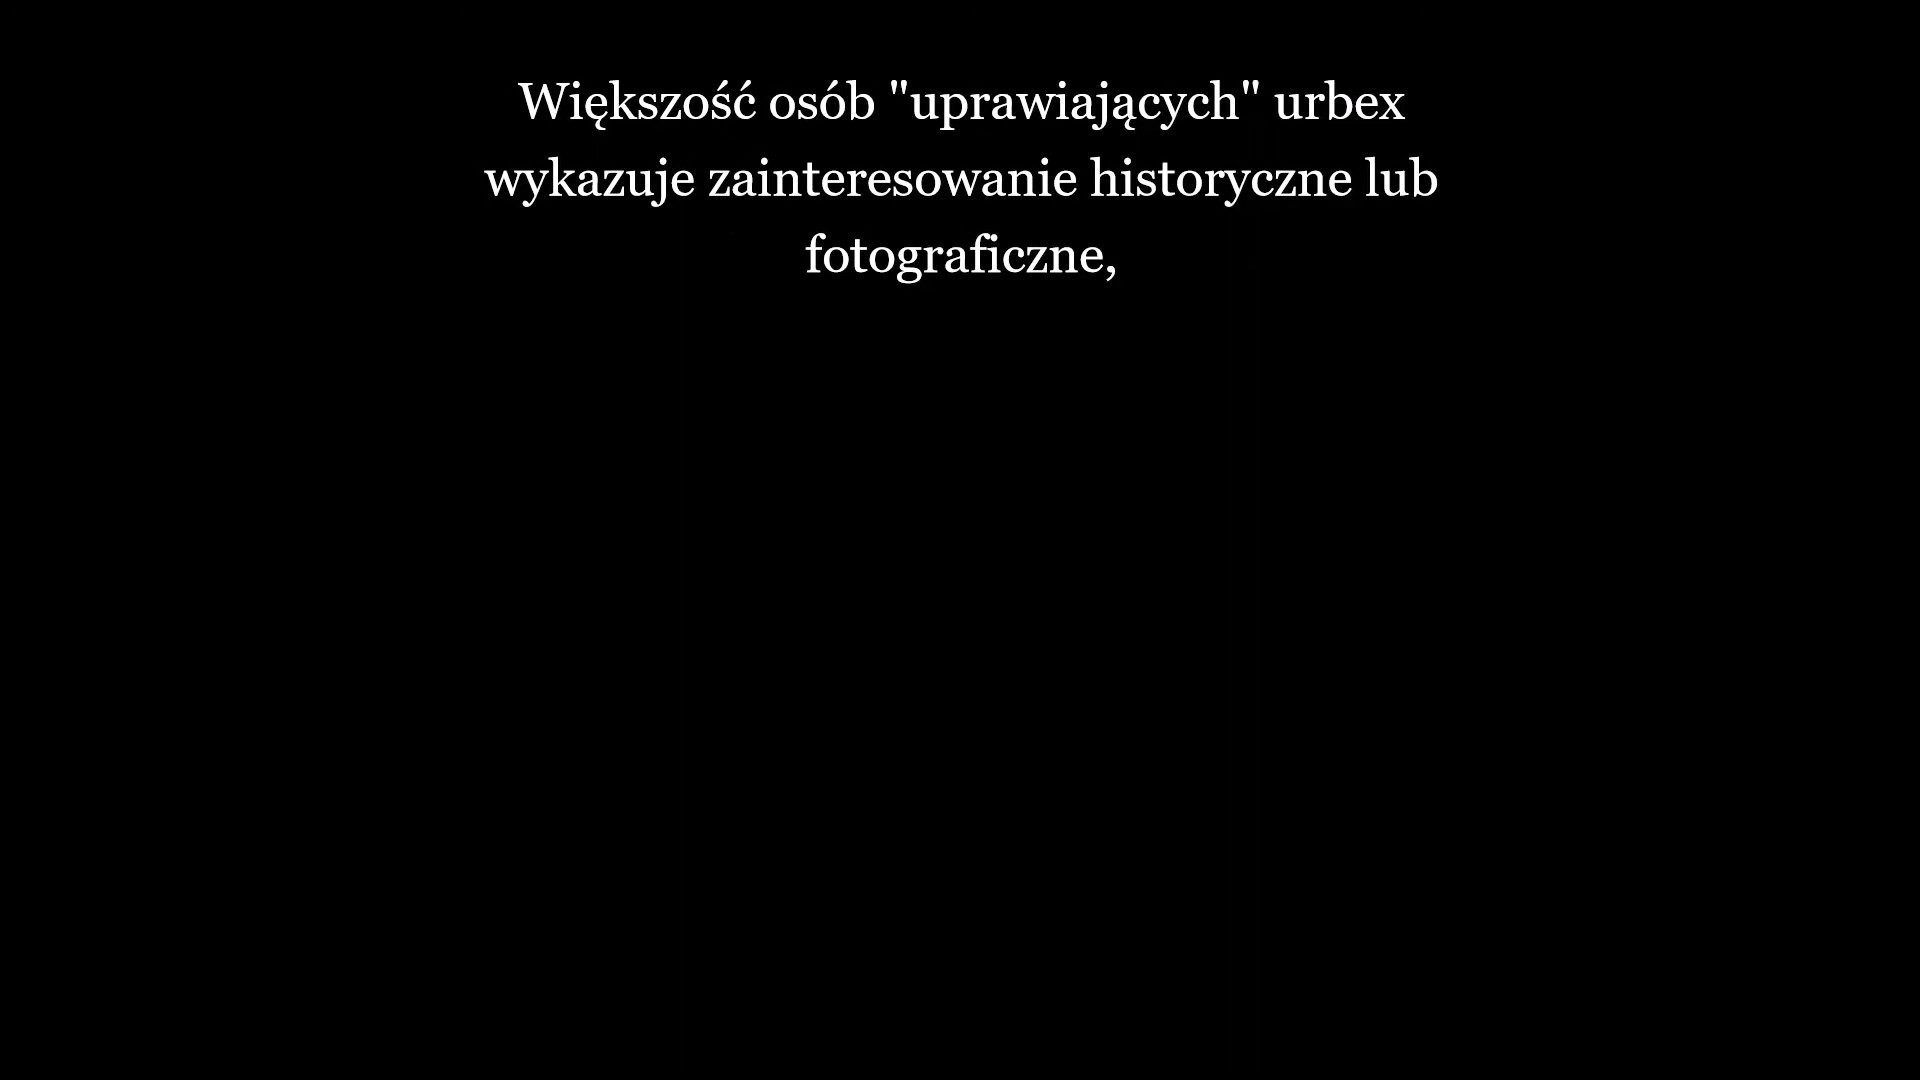 Większość osób "uprawiających" urbex
wykazuje zainteresowanie historyczne lub
fotograficzne,